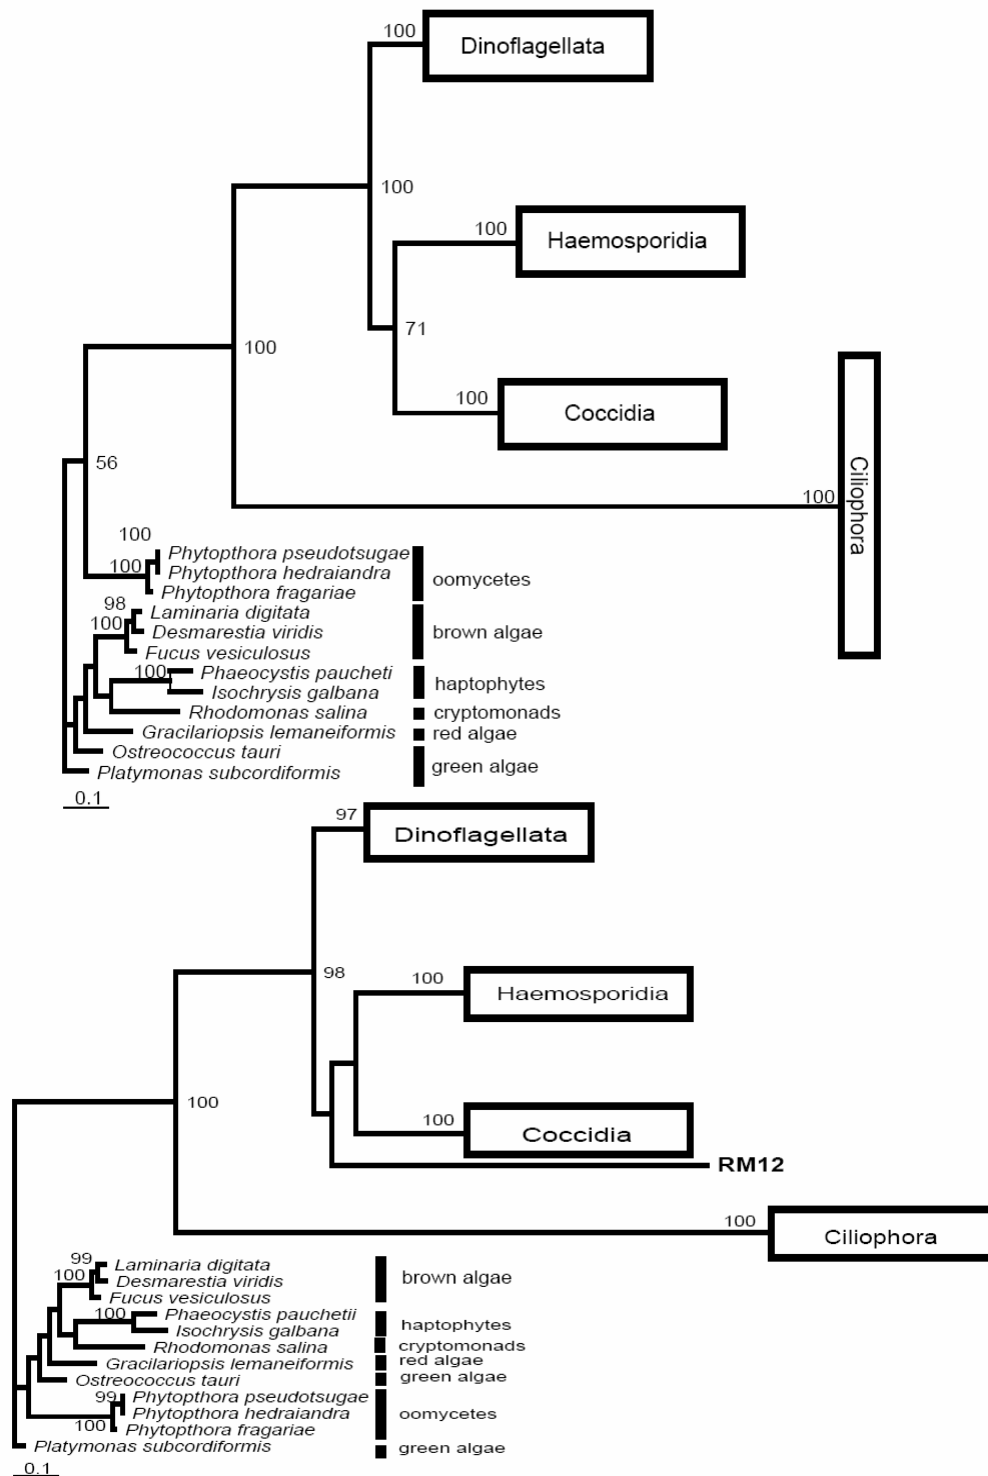 100
Dinoflagellata
100
100
Haemosporidia
71
100
100
Coccidia
100
Ciliophora
56
100
100
Phytopthora pseudotsugae
Phytopthora hedraiandra
Phytopthora fragariae
oomycetes
98
100
Laminaria digitata
Desmarestia viridis
Fucus vesiculosus
brown algae
100
Phaeocystis paucheti
Isochrysis galbana
haptophytes
Rhodomonas salina
cryptomonads
Gracilariopsis lemaneiformis
red algae
Ostreococcus tauri
Platymonas subcordiformis
green algae
0.1
97
Dinoflagellata
98
100
Haemosporidia
100
100
Coccidia
RM12
100
Ciliophora
99
100
Laminaria digitata
Desmarestia viridis
Fucus vesiculosus
brown algae
100
Phaeocystis pauchetii
Isochrysis galbana
haptophytes
Rhodomonas salina
cryptomonads
Gracilariopsis lemaneiformis
red algae
Ostreococcus tauri
green algae
99
100
Phytopthora pseudotsugae
Phytopthora hedraiandra
Phytopthora fragariae
oomycetes
Platymonas subcordiformis
green algae
0.1